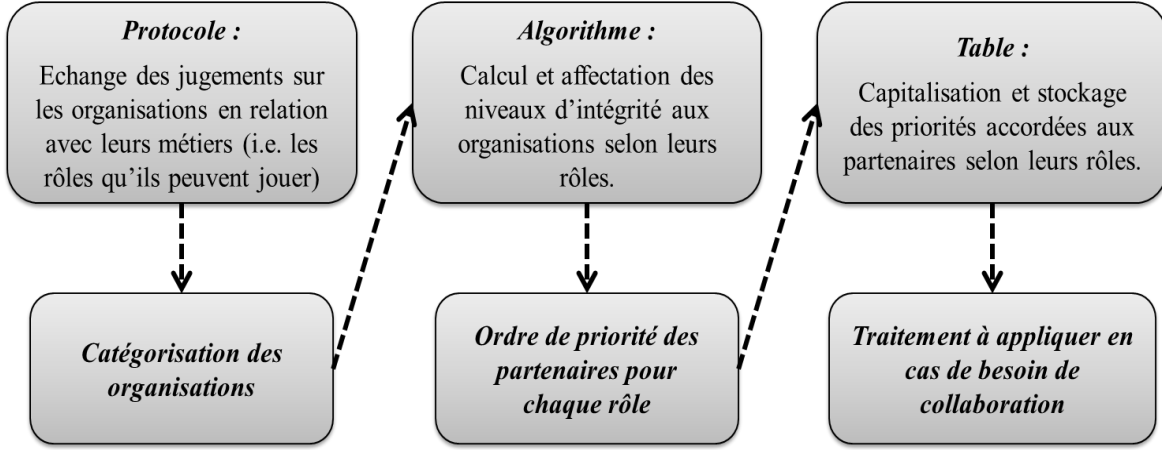 Protocole :
Echange des jugements sur
les organisations en relation
avec leurs métiers (i.e. les
rôles qu'ils peuvent jouer)
Catégorisation des
organisations
Algorithme :
Calcul et affectation des
niveaux d'intégrité aux
organisations selon leurs
rôles.
Ordre de priorité des
partenaires pour
chaque rôle
Table :
Capitalisation et stockage
des priorités accordées aux
partenaires selon leurs rôles.
Traitement à appliquer en
cas de besoin de
collaboration